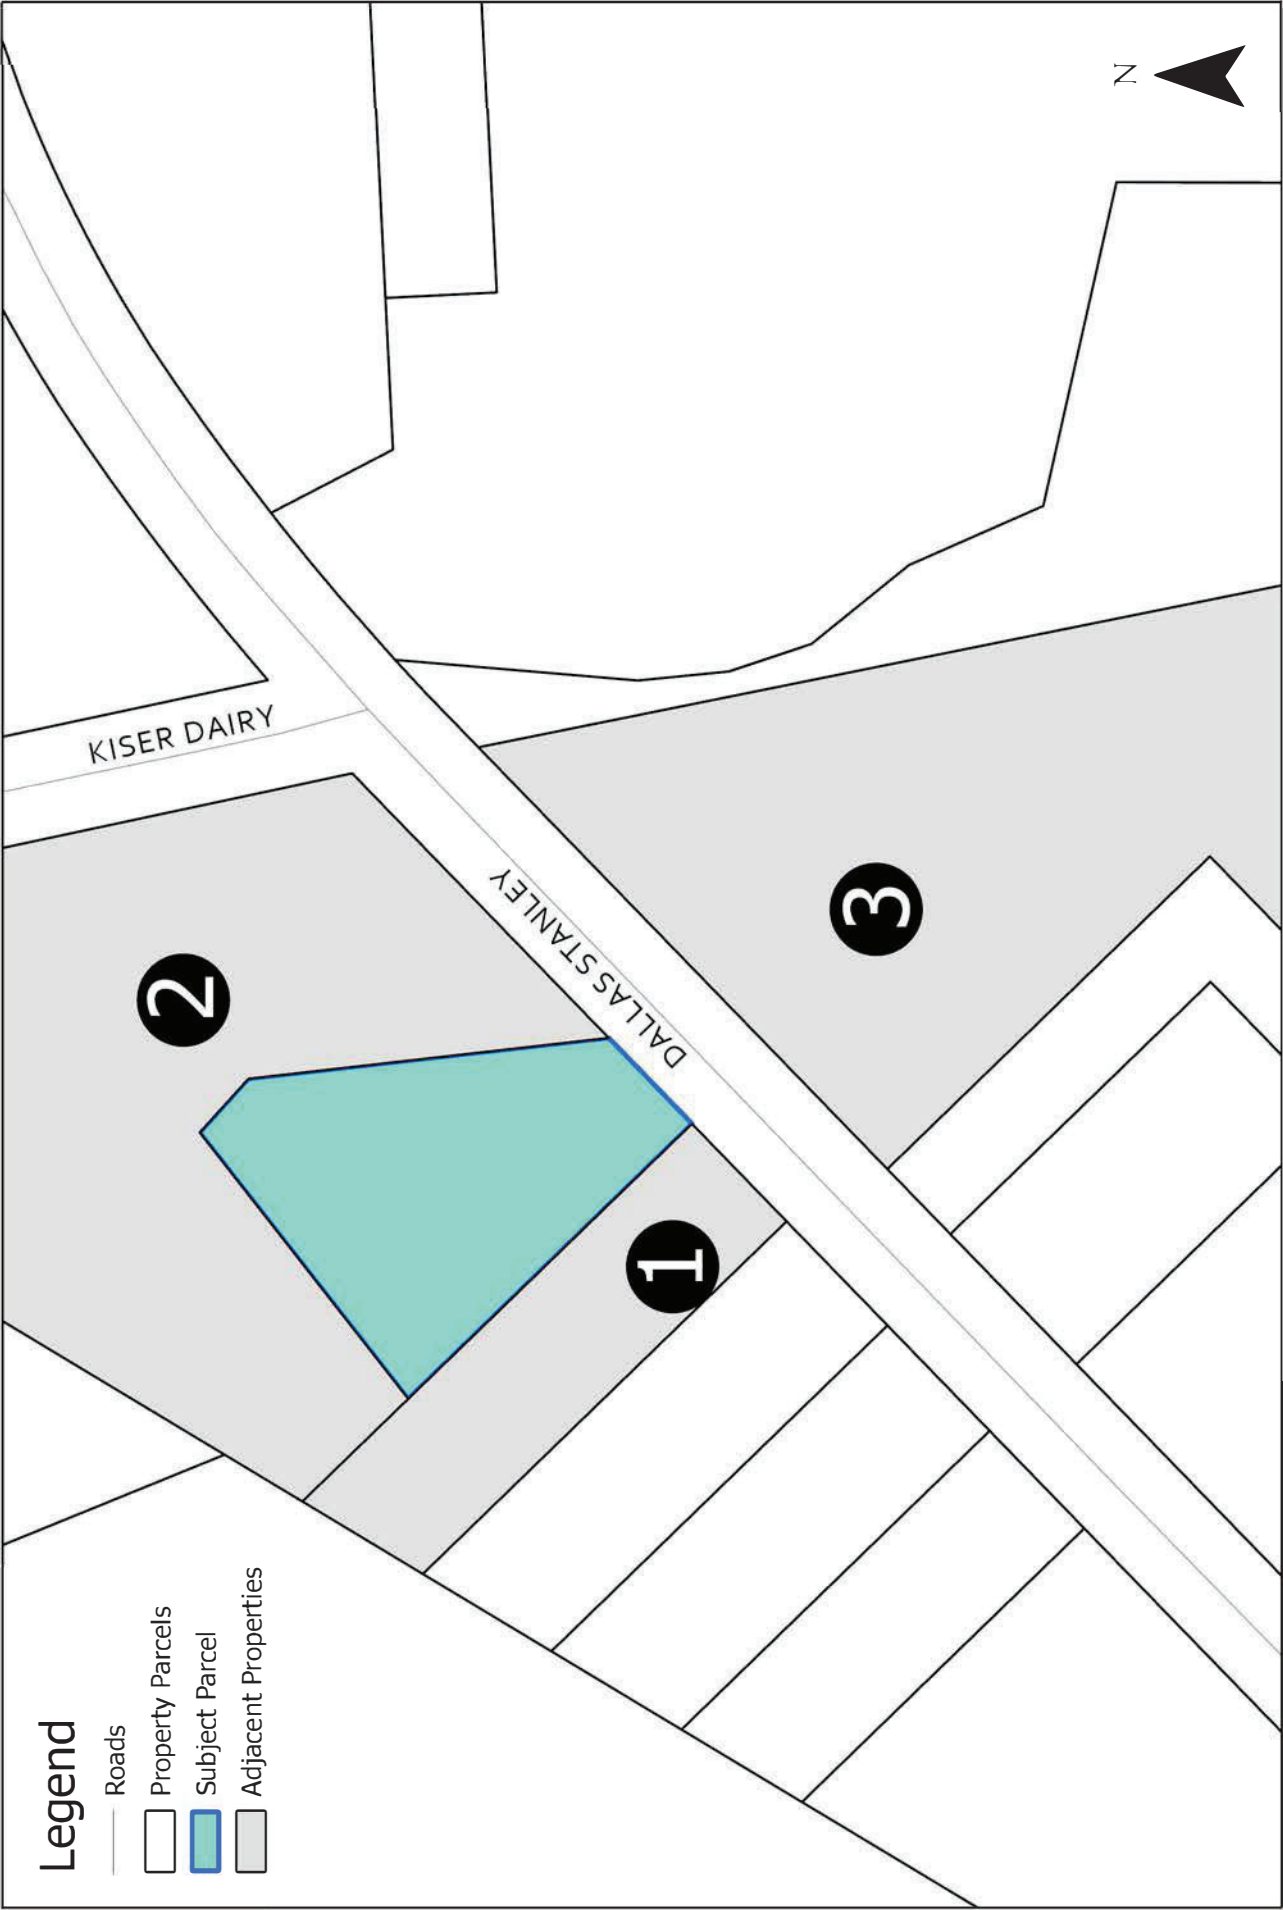 Legend
Roads
Property Parcels
Subject Parcel
Adjacent Properties
KISER DAIRY
DALLAS STANLEY
2
1
3
N